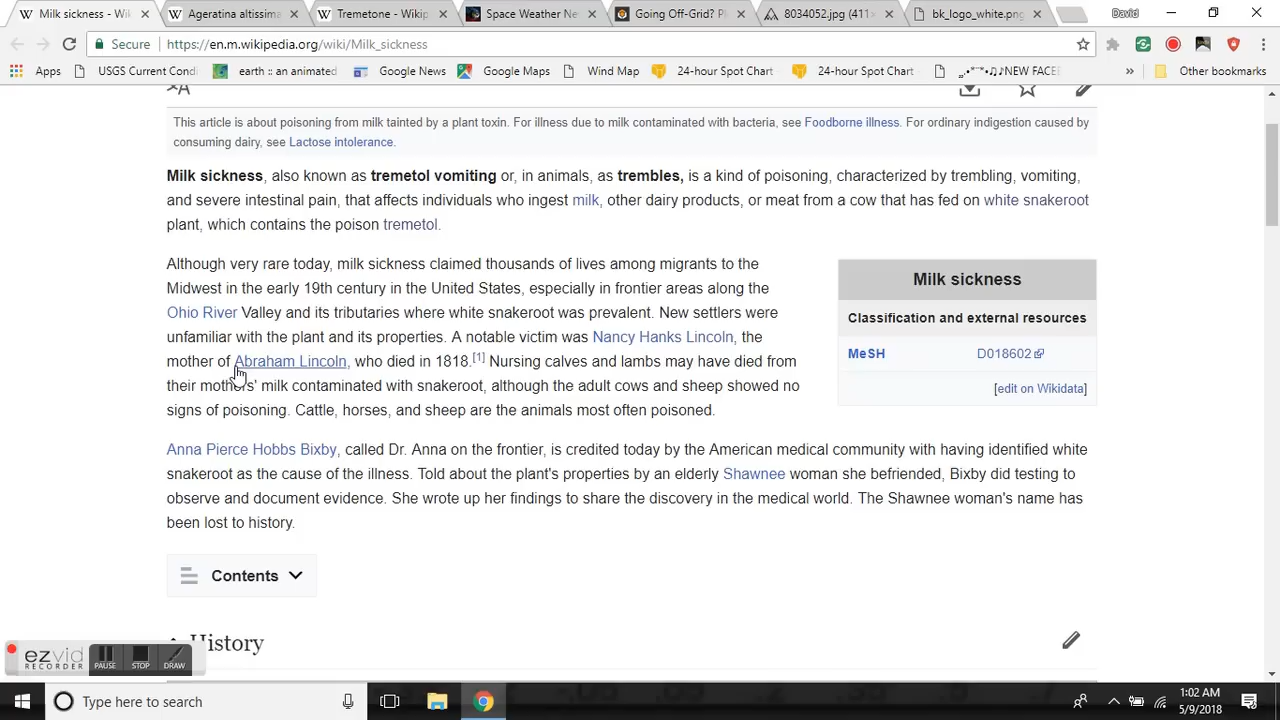 Milk sickness - Wi
Ageratina altissima
Tremetone - Wikip
Space Weather Ne
Going Off-Grid? P
8034052.jpg (411×
bk_logo_white.png
David
Secure
https://en.m.wikipedia.org/wiki/Milk_sickness
Apps
USGS Current Cond
earth :: an animated
Google News
Google Maps
Wind Map
24-hour Spot Chart
24-hour Spot Chart
NEW FACE
Other bookmarks
This article is about poisoning from milk tainted by a plant toxin. For illness due to milk contaminated with bacteria, see Foodborne illness. For ordinary indigestion caused by
consuming dairy, see Lactose intolerance.
Milk sickness, also known as tremetol vomiting or, in animals, as trembles, is a kind of poisoning, characterized by trembling, vomiting,
and severe intestinal pain, that affects individuals who ingest milk, other dairy products, or meat from a cow that has fed on white snakeroot
plant, which contains the poison tremetol.
Although very rare today, milk sickness claimed thousands of lives among migrants to the
Midwest in the early 19th century in the United States, especially in frontier areas along the
Ohio River Valley and its tributaries where white snakeroot was prevalent. New settlers were
unfamiliar with the plant and its properties. A notable victim was Nancy Hanks Lincoln, the
mother of Abraham Lincoln, who died in 1818.[1] Nursing calves and lambs may have died from
their mothers' milk contaminated with snakeroot, although the adult cows and sheep showed no
signs of poisoning. Cattle, horses, and sheep are the animals most often poisoned.
Milk sickness
Classification and external resources
MeSH D018602
[edit on Wikidata]
Anna Pierce Hobbs Bixby, called Dr. Anna on the frontier, is credited today by the American medical community with having identified white
snakeroot as the cause of the illness. Told about the plant's properties by an elderly Shawnee woman she befriended, Bixby did testing to
observe and document evidence. She wrote up her findings to share the discovery in the medical world. The Shawnee woman's name has
been lost to history.
Contents
History
ezvid
RECORDER
PAUSE
STOP
DRAW
Type here to search
1:02 AM
5/9/2018